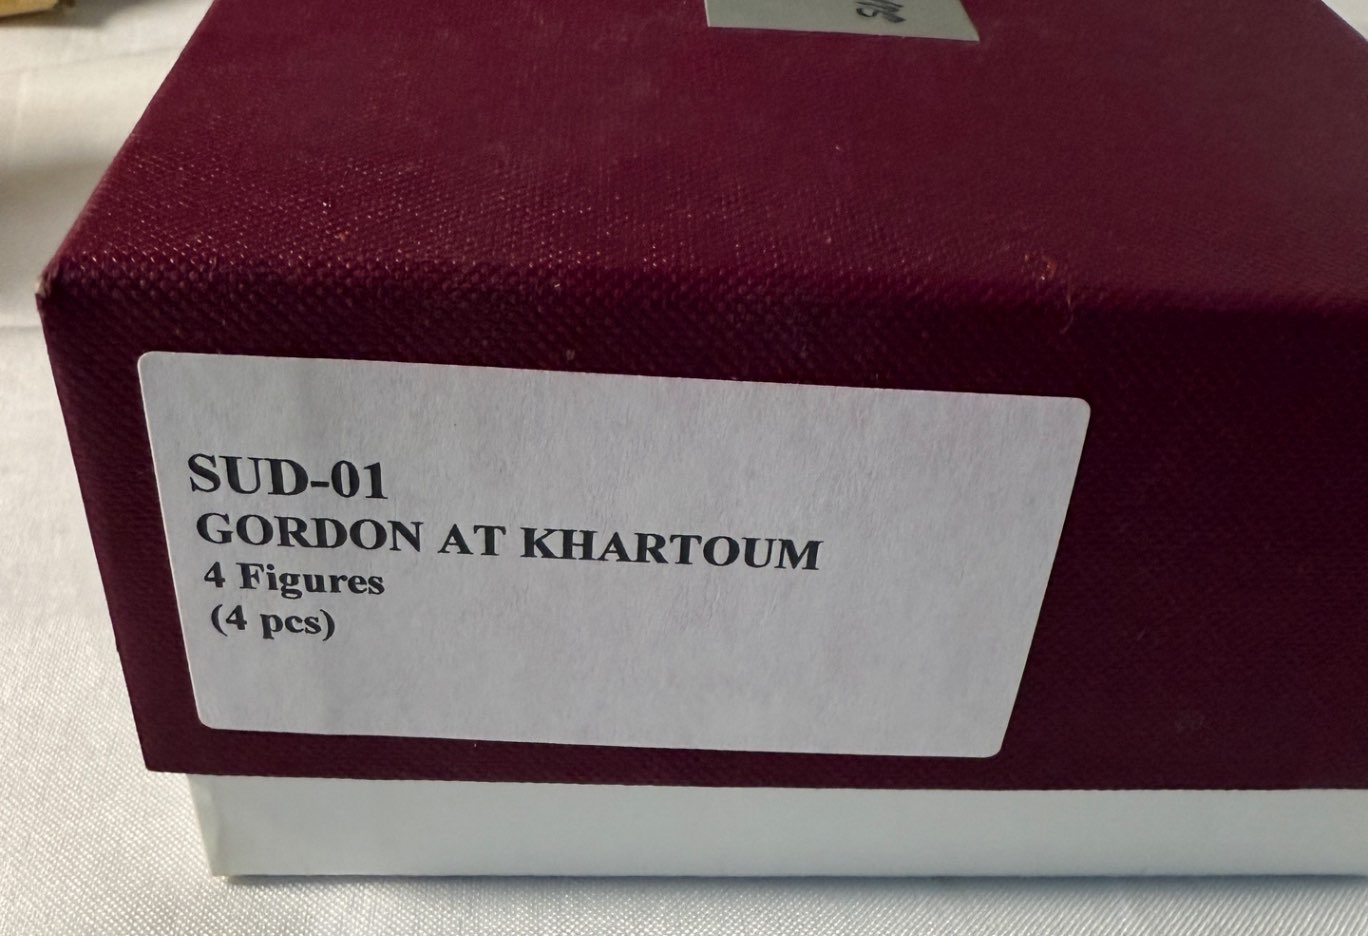 SUD-01
GORDON AT KHARTOUM
4 Figures
(4 pcs)